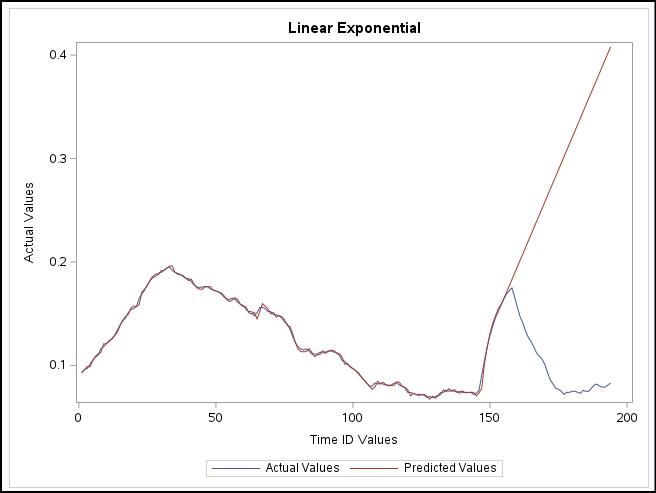 Linear Exponential
0.4
0.3
0.2
0.1
Actual Values
0 50 100 150 200
Time ID Values
Actual Values Predicted Values